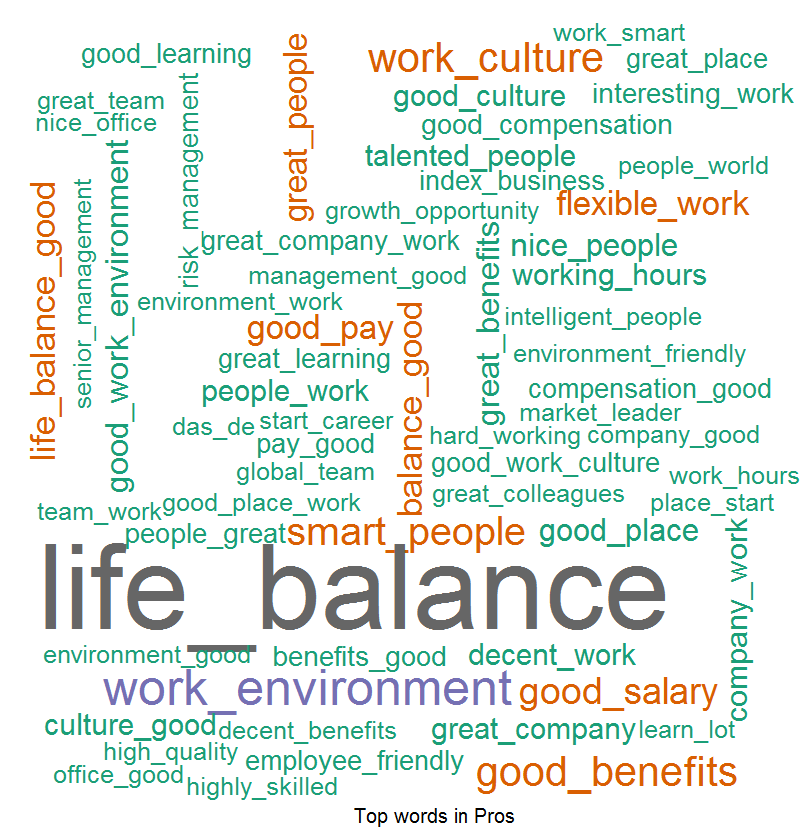 work_smart
good_learning
great_people
work_culture
great_place
great_team
risk_management
good_culture
interesting_work
nice_office
good_compensation
good_work_environment
talented_people
people_world
index_business
life_balance_good
senior_management
growth_opportunity
flexible_work
great_company_work
great_benefits
nice_people
management_good
working_hours
environment_work
balance_good
intelligent_people
good_pay
great_learning
environment_friendly
people_work
compensation_good
das_de
start_career
market_leader
pay_good
hard_working
company_good
global_team
good_work_culture
work_hours
good_place_work
great_colleagues
place_start
team_work
people_great
smart_people
good_place
company_work
life_balance
environment_good
benefits_good
decent_work
work_environment
good_salary
culture_good
decent_benefits
great_company
learn_lot
high_quality
employee_friendly
office_good
highly_skilled
good_benefits
Top words in Pros